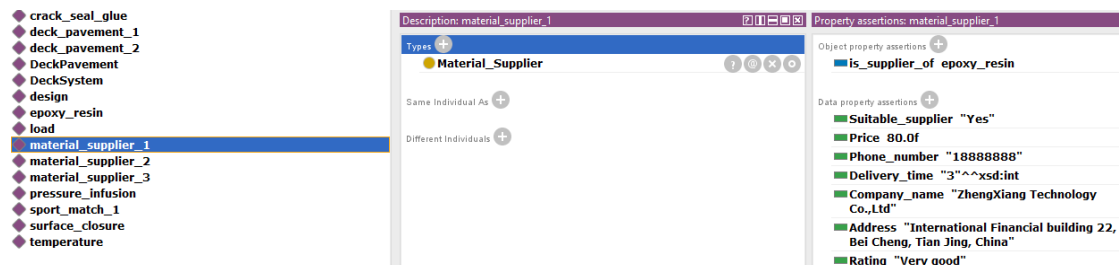 crack_seal_glue
deck_pavement_1
deck_pavement_2
DeckPavement
DeckSystem
design
epoxy_resin
load
material_supplier_1
material_supplier_2
material_supplier_3
pressure_infusion
sport_match_1
surface_closure
temperature
Description: material_supplier_1
Types
Material_Supplier
Same Individual As
Different Individuals
Property assertions: material_supplier_1
Object property assertions
is_supplier_of epoxy_resin
Data property assertions
Suitable_supplier "Yes"
Price 80.0f
Phone_number "18888888"
Delivery_time "3"^^xsd:int
Company_name "ZhengXiang Technology
Co.,Ltd"
Address "International Financial building 22,
Bei Cheng, Tian Jing, China"
Rating "Very good"